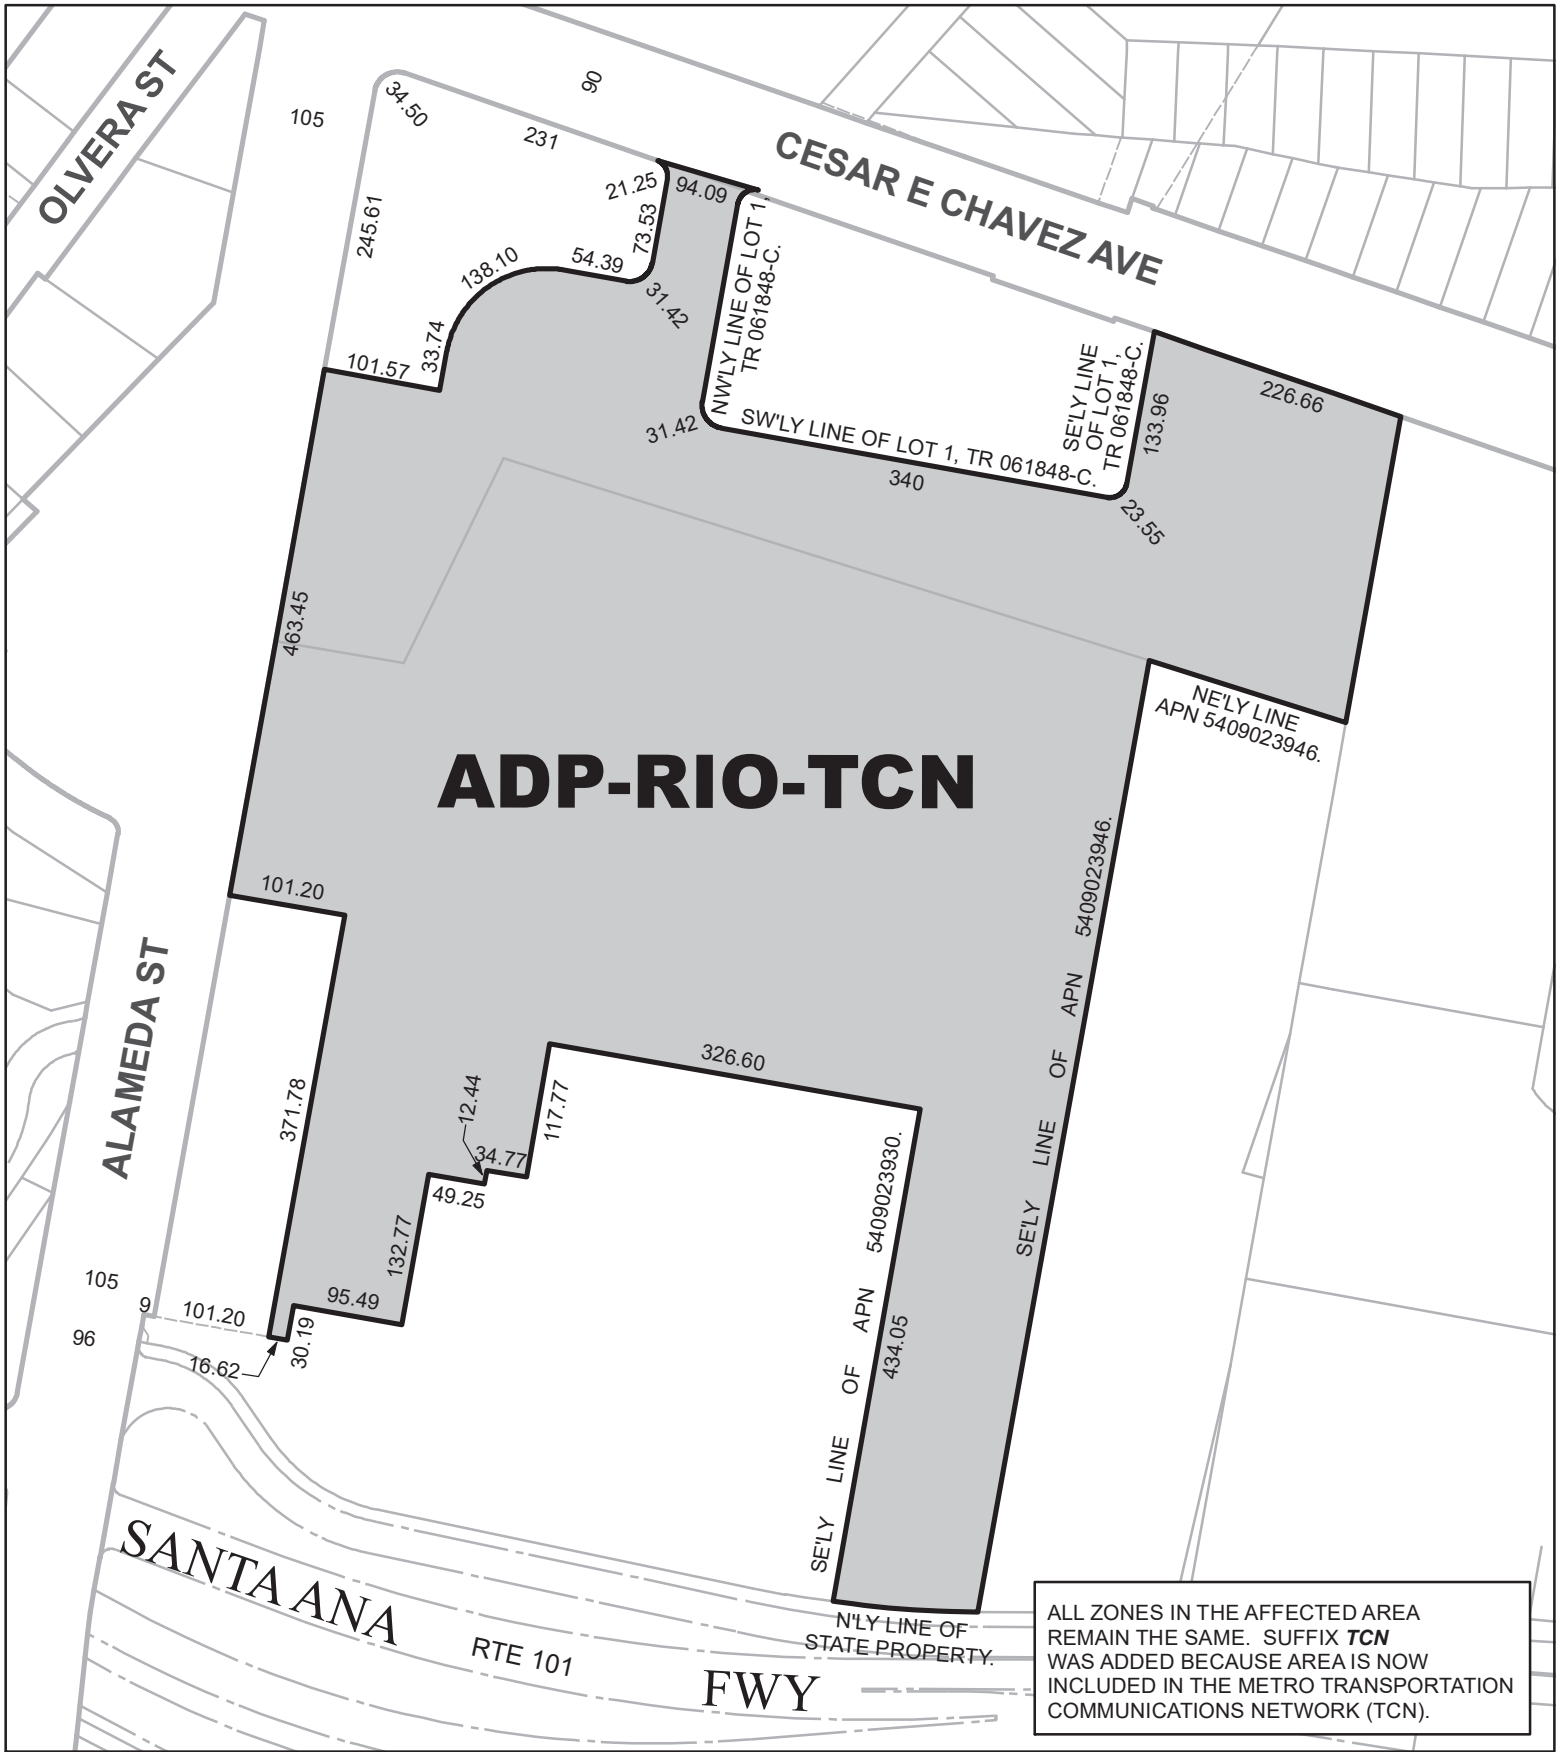 OLVERA ST
105
34.50
90
231
CESAR E CHAVEZ AVE
21.25
94.09
245.61
73.53
138.10
54.39
31.42
NW'LY LINE OF LOT 1,
TR 061848-C.
33.74
101.57
SE'LY LINE
OF LOT 1,
TR 061848-C.
133.96
226.66
31.42
SW'LY LINE OF LOT 1, TR 061848-C.
340
23.55
463.45
NE'LY LINE
APN 5409023946.
ADP-RIO-TCN
101.20
SE'LY LINE OF APN 5409023946.
ALAMEDA ST
371.78
326.60
12.44
117.77
34.77
49.25
132.77
SE'LY LINE OF APN 5409023930.
434.05
105
9
101.20
95.49
96
16.62
30.19
SANTA ANA
RTE 101
FWY
N'LY LINE OF
STATE PROPERTY.
ALL ZONES IN THE AFFECTED AREA
REMAIN THE SAME. SUFFIX TCN
WAS ADDED BECAUSE AREA IS NOW
INCLUDED IN THE METRO TRANSPORTATION
COMMUNICATIONS NETWORK (TCN).